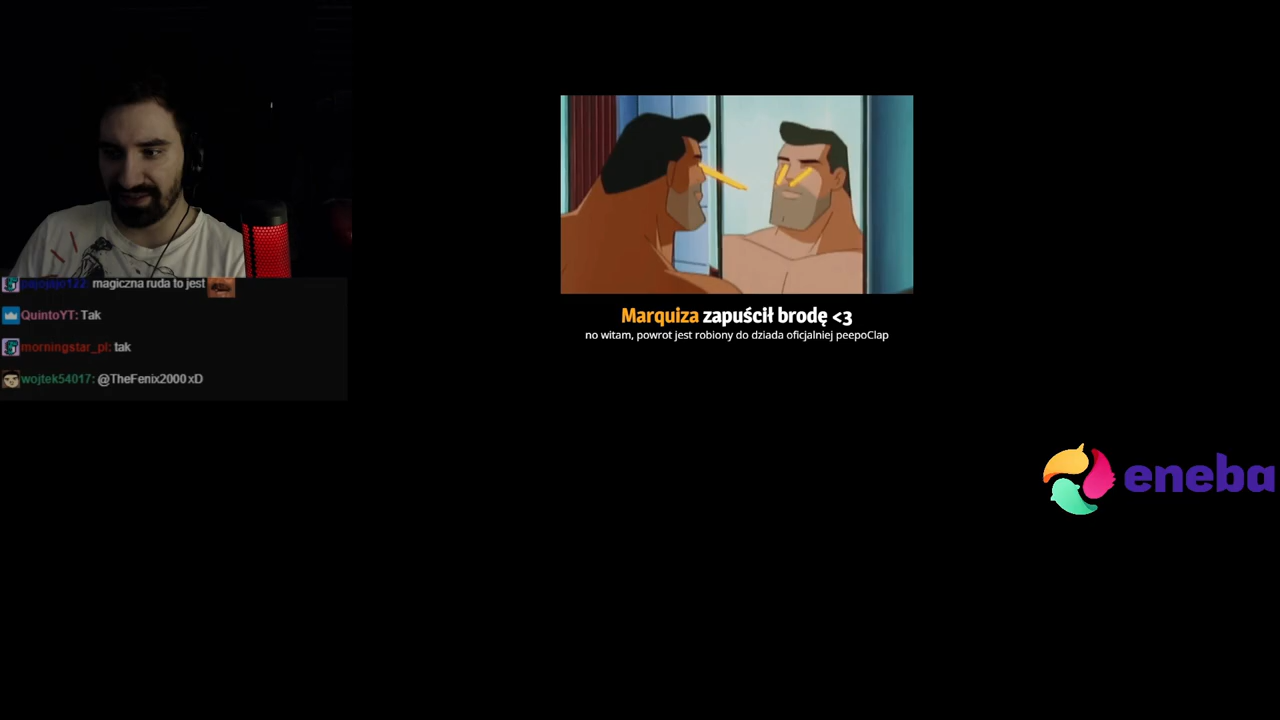 magiczna ruda to jest
QuintoYT: Tak
morningstar_pl: tak
wojtek54017: @TheFenix2000 xD
Marquiza zapuścił brodę <3
no witam, powrot jest robiony do dziada oficjalniej peepoClap
eneba